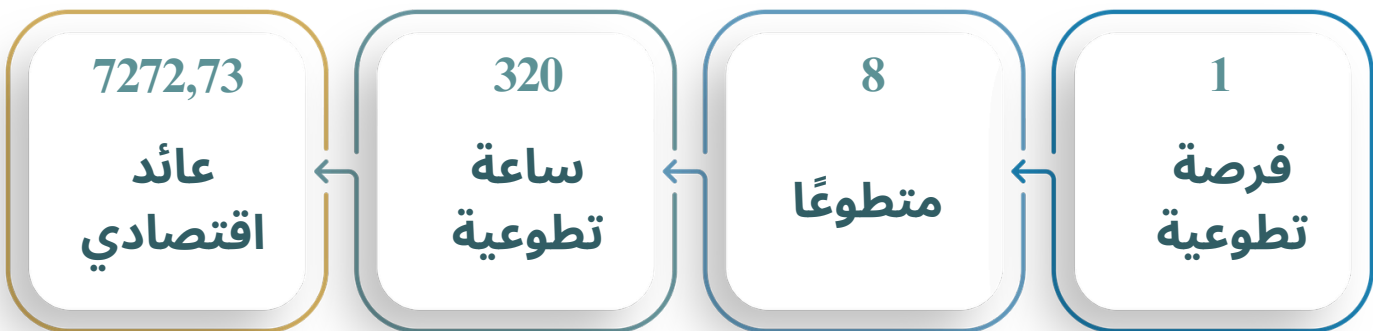 1
فرصة
تطوعية
8
متطوعًا
320
ساعة
تطوعية
7272,73
عائد
اقتصادي